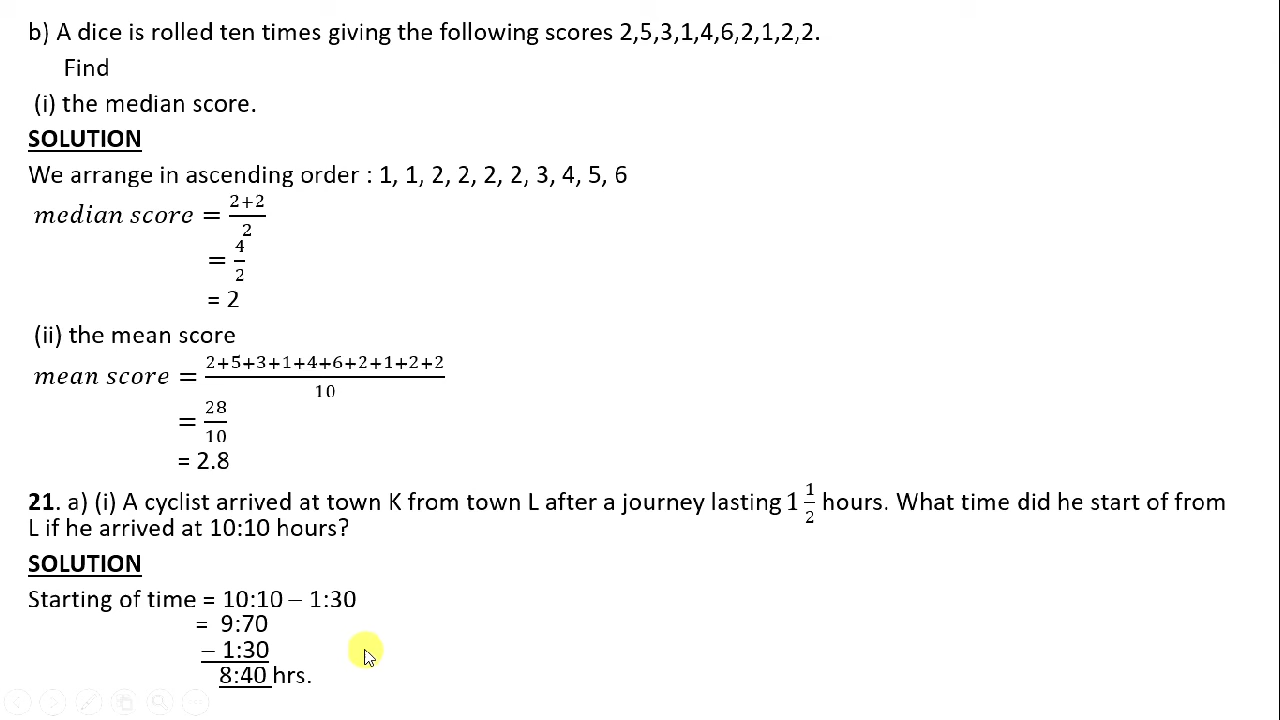 b) A dice is rolled ten times giving the following scores 2,5,3,1,4,6,2,1,2,2.
Find
(i) the median score.
SOLUTION
We arrange in ascending order : 1, 1, 2, 2, 2, 2, 3, 4, 5, 6
median score = (2+2)/2
= 4/2
= 2
(ii) the mean score
mean score = (2+5+3+1+4+6+2+1+2+2)/10
= 28/10
= 2.8
21. a) (i) A cyclist arrived at town K from town L after a journey lasting 1 1/2 hours. What time did he start of from
L if he arrived at 10:10 hours?
SOLUTION
Starting of time = 10:10 – 1:30
= 9:70
– 1:30
8:40 hrs.